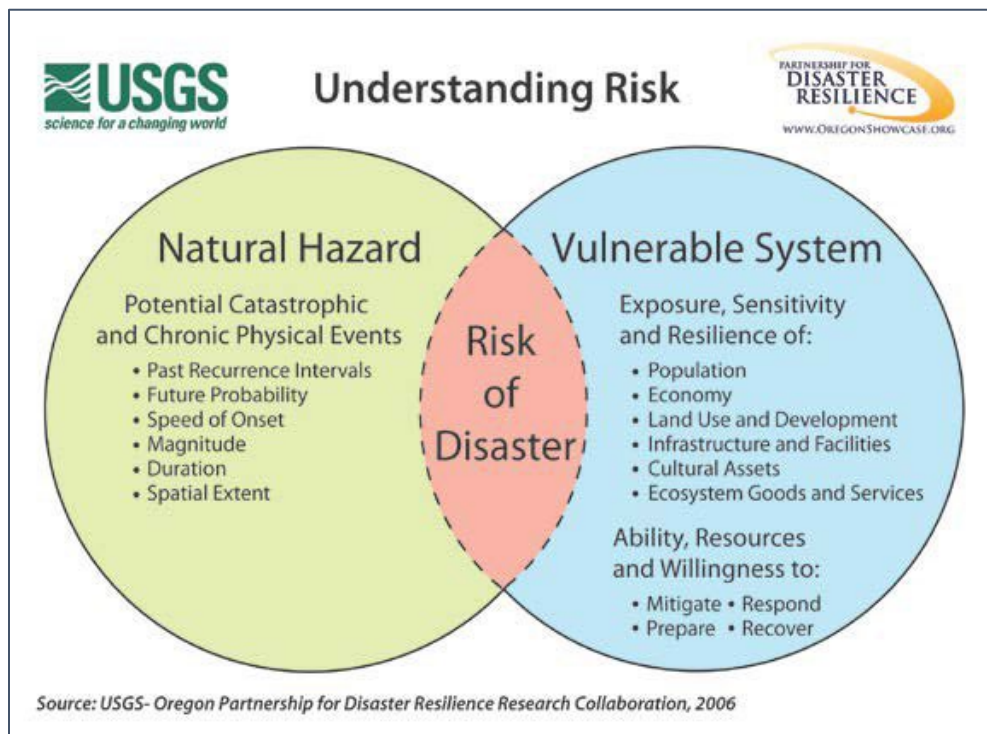 USGS
science for a changing world
Understanding Risk
PARTNERSHIP FOR
DISASTER
RESILIENCE
WWW.OREGONSHOWCASE.ORG
Natural Hazard
Potential Catastrophic
and Chronic Physical Events
• Past Recurrence Intervals
• Future Probability
• Speed of Onset
• Magnitude
• Duration
• Spatial Extent
Risk
of
Disaster
Vulnerable System
Exposure, Sensitivity
and Resilience of:
• Population
• Economy
• Land Use and Development
• Infrastructure and Facilities
• Cultural Assets
• Ecosystem Goods and Services
Ability, Resources
and Willingness to:
• Mitigate • Respond
• Prepare • Recover
Source: USGS- Oregon Partnership for Disaster Resilience Research Collaboration, 2006